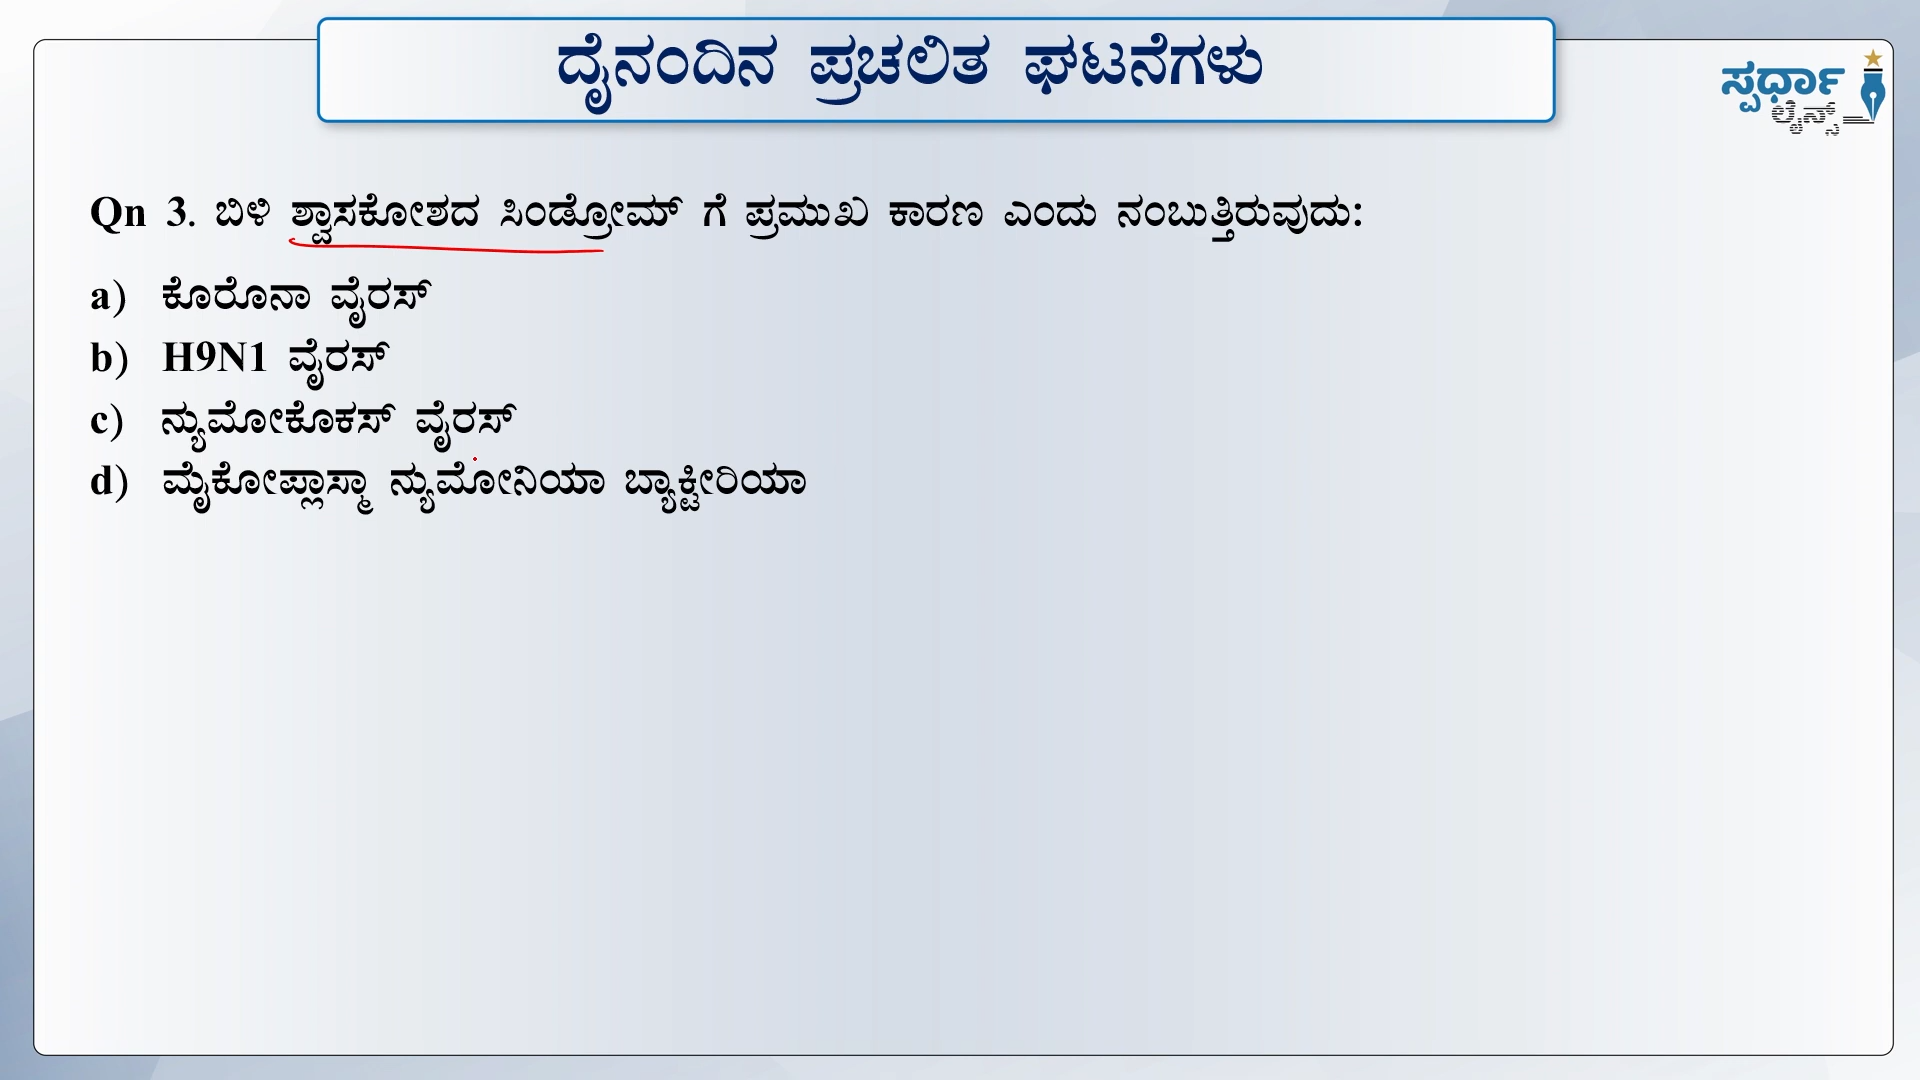 ದೈನಂದಿನ ಪ್ರಚಲಿತ ಘಟನೆಗಳು
ಸ್ಪರ್ಧಾ
ಲೈನ್ಸ್
Qn 3. ಬಿಳಿ ಶ್ವಾಸಕೋಶದ ಸಿಂಡ್ರೋಮ್ ಗೆ ಪ್ರಮುಖ ಕಾರಣ ಎಂದು ನಂಬುತ್ತಿರುವುದು:
a) ಕೊರೊನಾ ವೈರಸ್
b) H9N1 ವೈರಸ್
c) ನ್ಯುಮೋಕೊಕಸ್ ವೈರಸ್
d) ಮೈಕೋಪ್ಲಾಸ್ಮಾ ನ್ಯುಮೋನಿಯಾ ಬ್ಯಾಕ್ಟೀರಿಯಾ